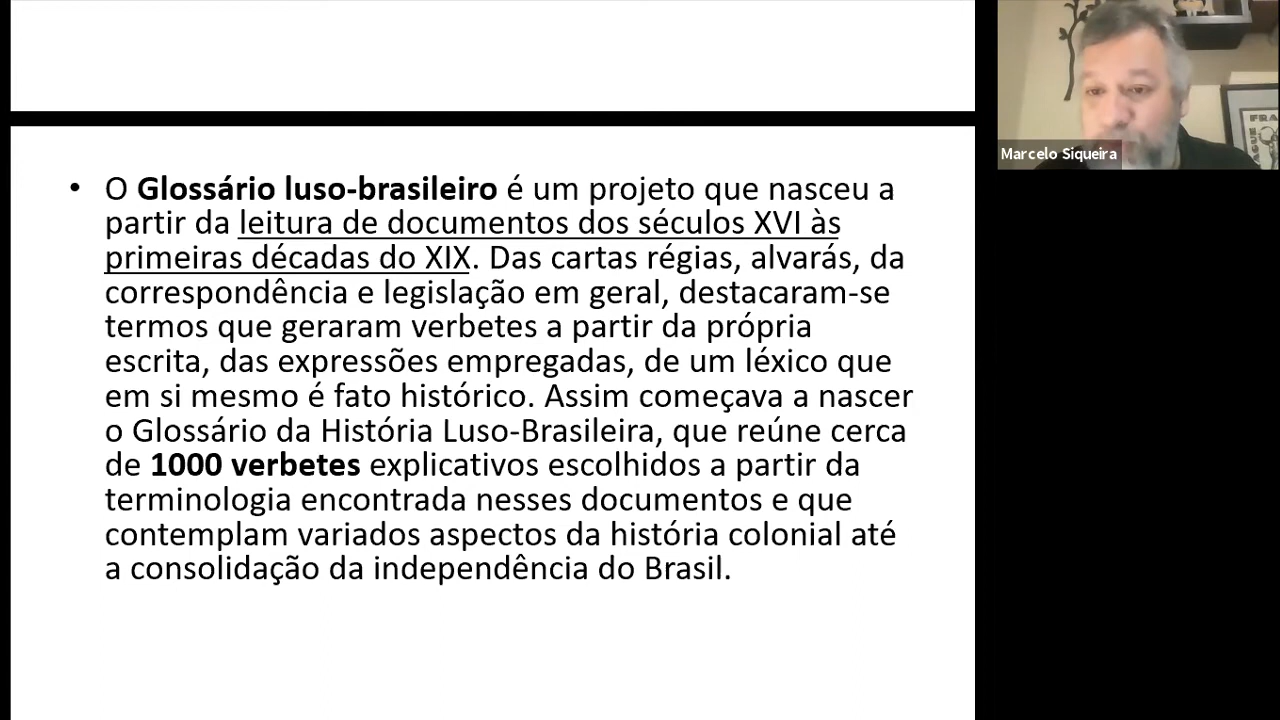 • O Glossário luso-brasileiro é um projeto que nasceu a
partir da leitura de documentos dos séculos XVI às
primeiras décadas do XIX. Das cartas régias, alvarás, da
correspondência e legislação em geral, destacaram-se
termos que geraram verbetes a partir da própria
escrita, das expressões empregadas, de um léxico que
em si mesmo é fato histórico. Assim começava a nascer
o Glossário da História Luso-Brasileira, que reúne cerca
de 1000 verbetes explicativos escolhidos a partir da
terminologia encontrada nesses documentos e que
contemplam variados aspectos da história colonial até
a consolidação da independência do Brasil.
Marcelo Siqueira